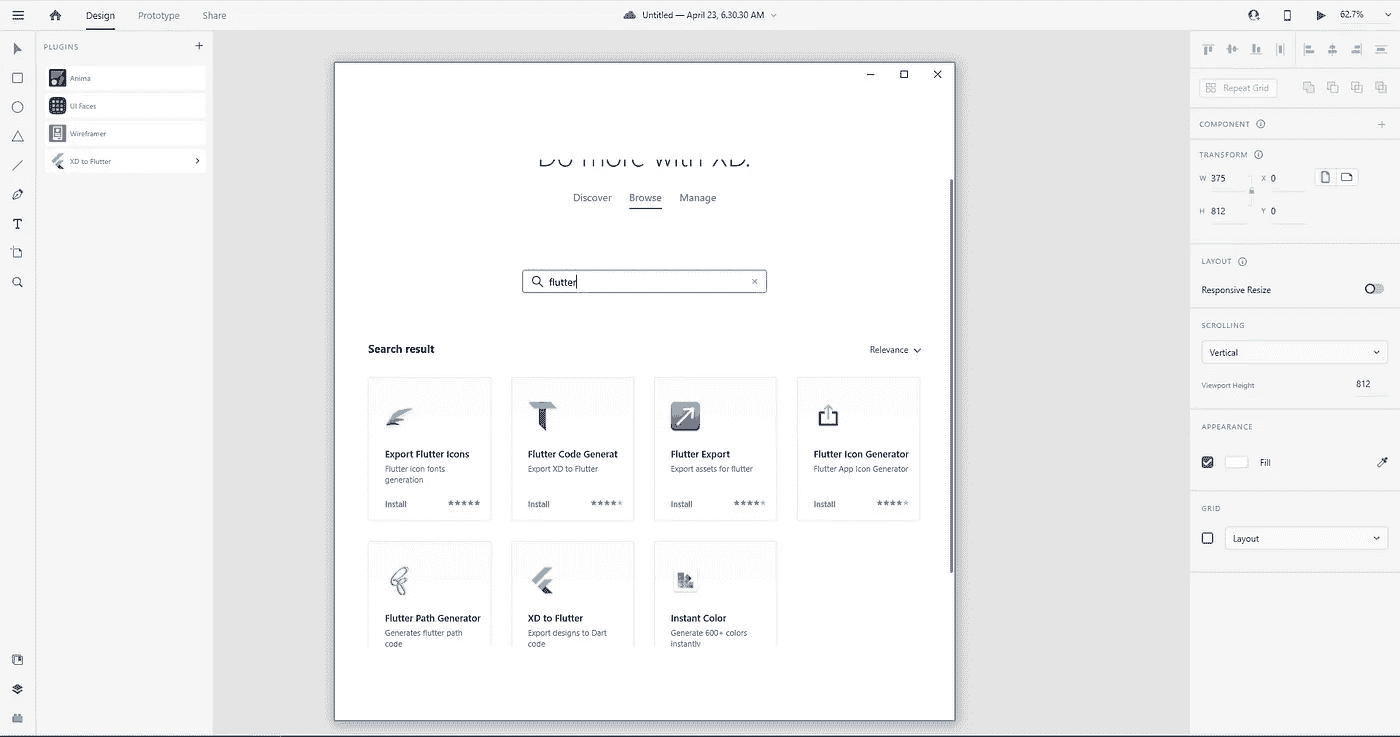 Design Prototype Share
Untitled — April 23, 6.30.30 AM
62.7%
PLUGINS
Anima
UI Faces
Wireframer
XD to Flutter
Do more with XD.
Discover Browse Manage
flutter
Search result
Relevance
Export Flutter Icons
Flutter icon fonts
generation
Install
Flutter Code Generat
Export XD to Flutter
Install
Flutter Export
Export assets for flutter
Install
Flutter Icon Generator
Flutter App Icon Generator
Install
Flutter Path Generator
Generates flutter path
code
XD to Flutter
Export designs to Dart
code
Instant Color
Generate 600+ colors
instantly
Repeat Grid
COMPONENT
TRANSFORM
W 375 X 0
H 812 Y 0
LAYOUT
Responsive Resize
SCROLLING
Vertical
Viewport Height 812
APPEARANCE
Fill
GRID
Layout